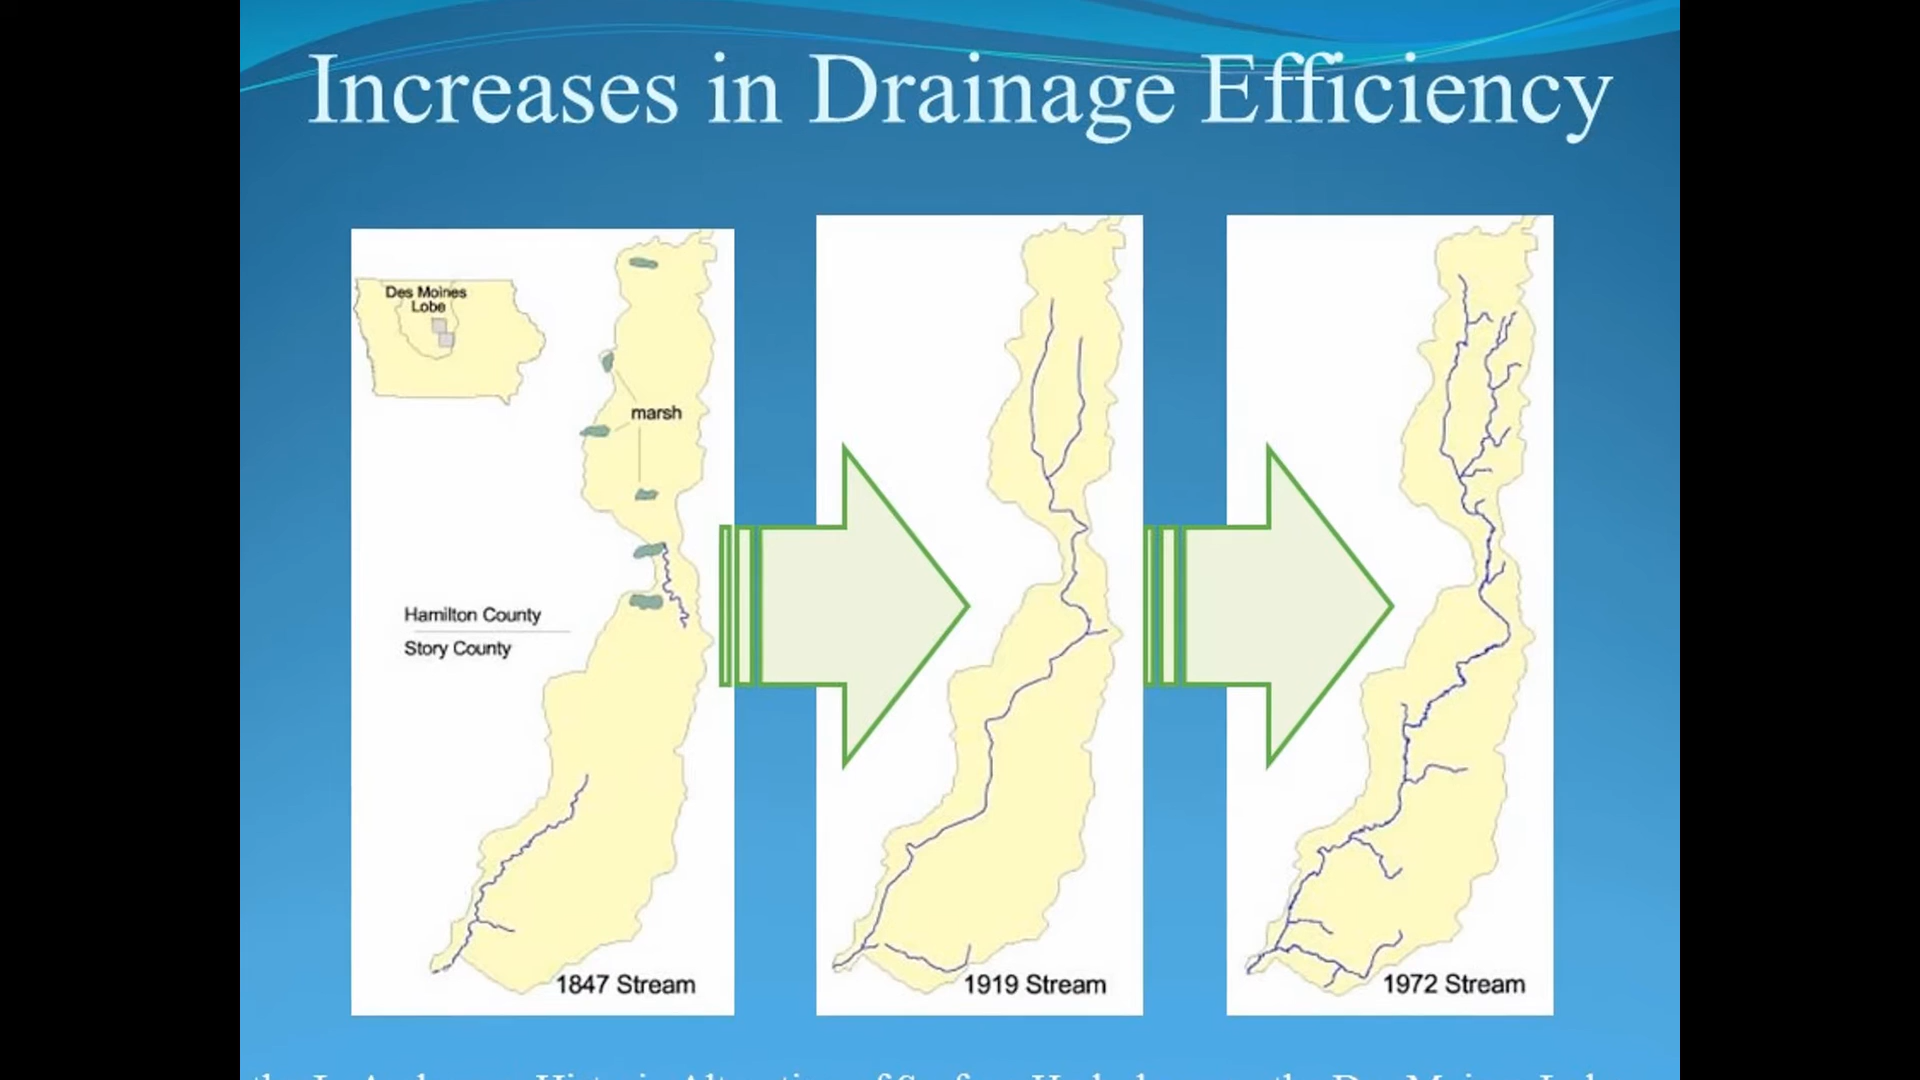 Increases in Drainage Efficiency
Des Moines
Lobe
marsh
Hamilton County
Story County
1847 Stream
1919 Stream
1972 Stream